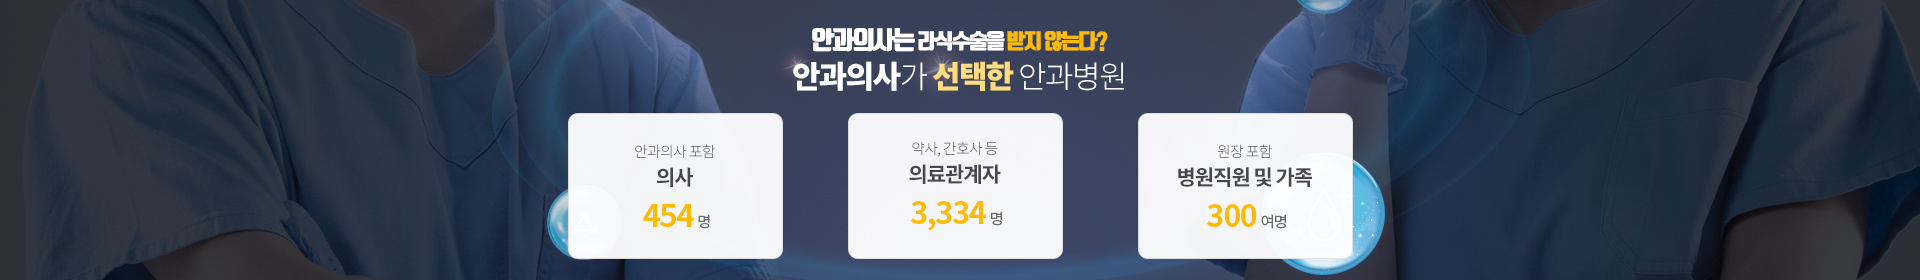 안과의사는 라식수술을 받지 않는다?
안과의사가 선택한 안과병원
안과의사 포함
의사
454 명
약사, 간호사 등
의료관계자
3,334 명
원장 포함
병원직원 및 가족
300 여명